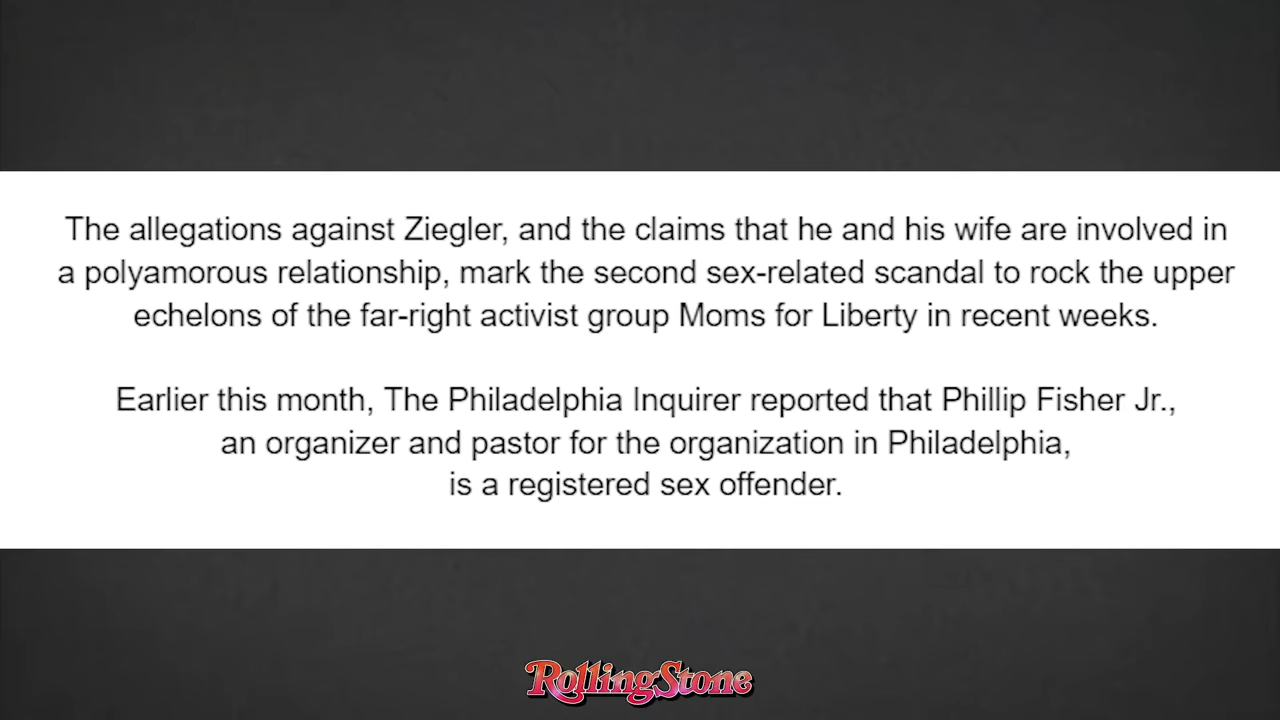 The allegations against Ziegler, and the claims that he and his wife are involved in
a polyamorous relationship, mark the second sex-related scandal to rock the upper
echelons of the far-right activist group Moms for Liberty in recent weeks.
Earlier this month, The Philadelphia Inquirer reported that Phillip Fisher Jr.,
an organizer and pastor for the organization in Philadelphia,
is a registered sex offender.
RollingStone